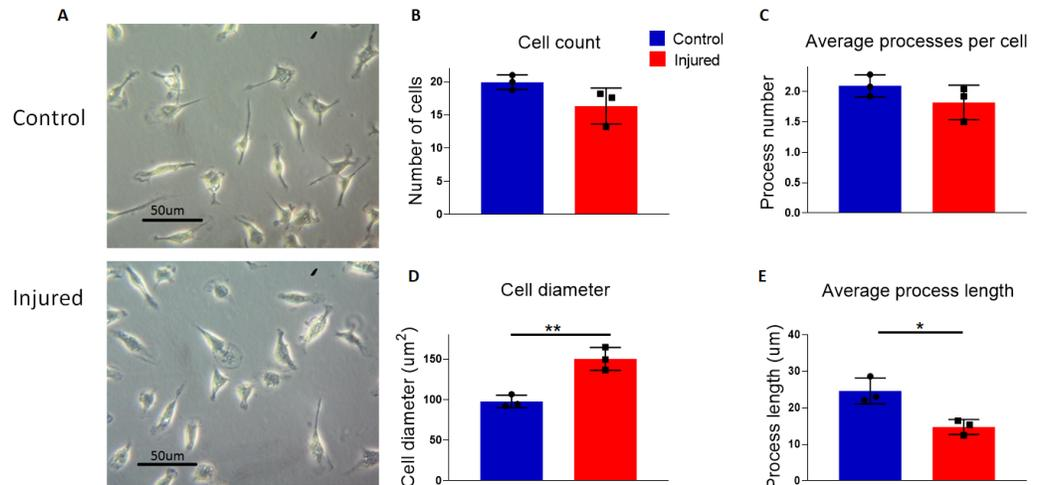 A
Control
50um
Injured
50um
B
Cell count
Control
Injured
Number of cells
20
15
10
5
0
C
Average processes per cell
Process number
2.0
1.5
1.0
0.5
0.0
D
Cell diameter
**
Cell diameter (um²)
150
100
50
0
E
Average process length
*
Process length (um)
40
30
20
10
0